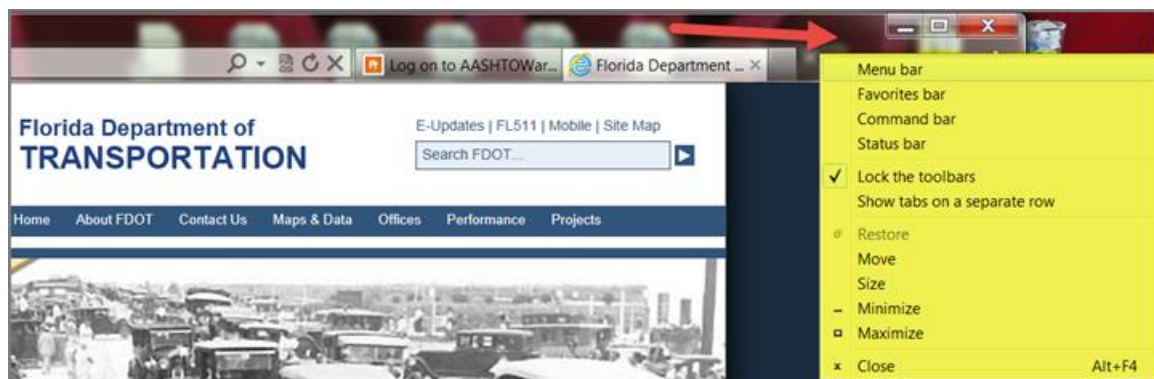 Log on to AASHTOWar...
Florida Department ...
Florida Department of
TRANSPORTATION
E-Updates | FL511 | Mobile | Site Map
Search FDOT...
Home About FDOT Contact Us Maps & Data Offices Performance Projects
Menu bar
Favorites bar
Command bar
Status bar
Lock the toolbars
Show tabs on a separate row
Restore
Move
Size
Minimize
Maximize
Close Alt+F4